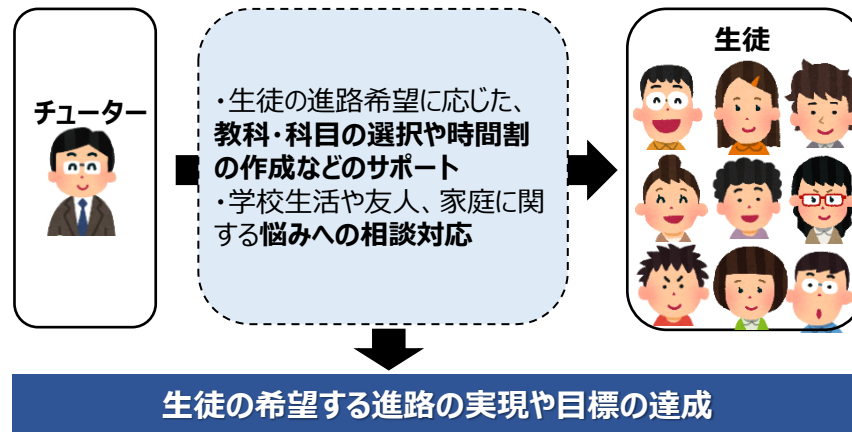 チューター
・生徒の進路希望に応じた、
教科・科目の選択や時間割
の作成などのサポート
・学校生活や友人、家庭に関
する悩みへの相談対応
生徒
生徒の希望する進路の実現や目標の達成